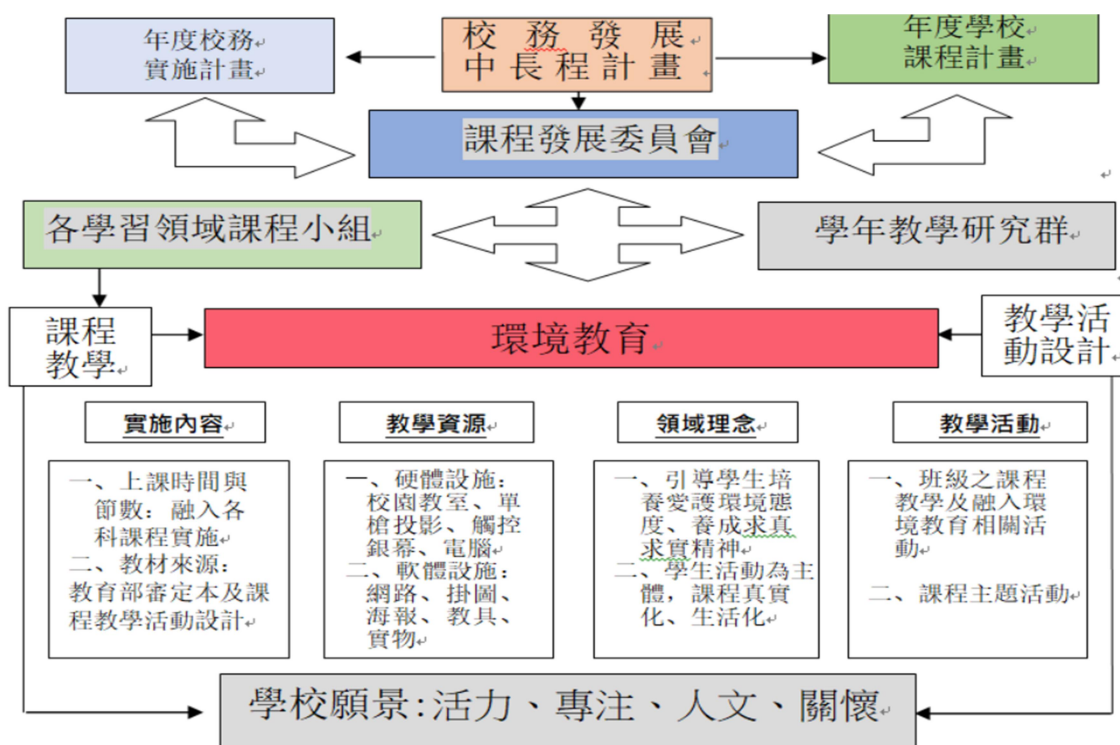 年度校務
實施計畫
校務發展
中長程計畫
年度學校
課程計畫
課程發展委員會
各學習領域課程小組
學年教學研究群
課程
教學
環境教育
教學活
動設計
實施內容
教學資源
領域理念
教學活動
一、上課時間與
節數：融入各
科課程實施
二、教材來源：
教育部審定本及課
程教學活動設計
一、硬體設施：
校園教室、單
槍投影、觸控
銀幕、電腦
二、軟體設施：
網路、掛圖、
海報、教具、
實物
一、引導學生培
養愛護環境態
度、養成求真
求實精神
二、學生活動為主
體，課程真實
化、生活化
一、班級之課程
教學及融入環
境教育相關活
動
二、課程主題活動
學校願景:活力、專注、人文、關懷